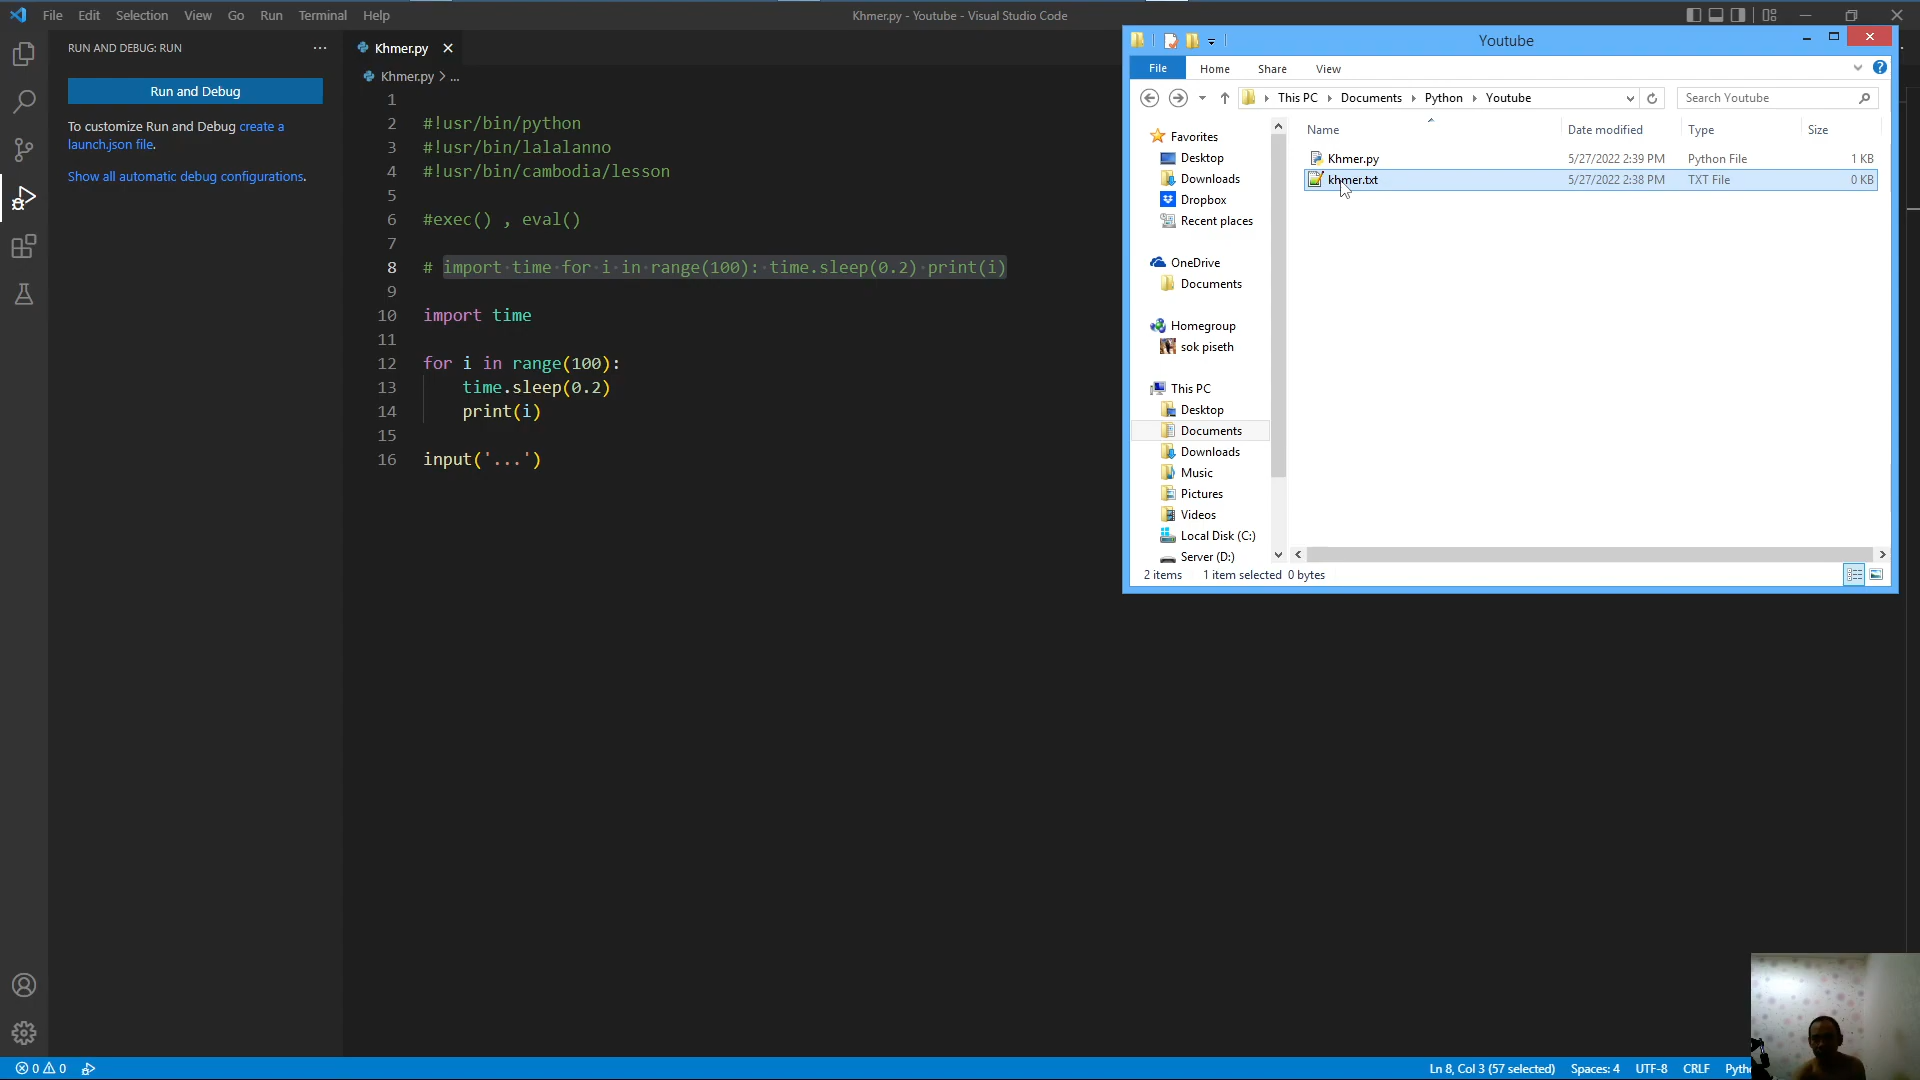 File Edit Selection View Go Run Terminal Help
Khmer.py - Youtube - Visual Studio Code
RUN AND DEBUG: RUN
Run and Debug
To customize Run and Debug create a
launch.json file.
Show all automatic debug configurations.
Khmer.py
Khmer.py > ...
1
2 #!usr/bin/python
3 #!usr/bin/lalalanno
4 #!usr/bin/cambodia/lesson
5
6 #exec() , eval()
7
8 # import time for i in range(100): time.sleep(0.2) print(i)
9
10 import time
11
12 for i in range(100):
13 time.sleep(0.2)
14 print(i)
15
16 input('...')
Youtube
File Home Share View
This PC Documents Python Youtube
Search Youtube
Favorites
Desktop
Downloads
Dropbox
Recent places
OneDrive
Documents
Homegroup
sok piseth
This PC
Desktop
Documents
Downloads
Music
Pictures
Videos
Local Disk (C:)
Server (D:)
Name Date modified Type Size
Khmer.py 5/27/2022 2:39 PM Python File 1 KB
khmer.txt 5/27/2022 2:38 PM TXT File 0 KB
2 items 1 item selected 0 bytes
0 0
Ln 8, Col 3 (57 selected) Spaces: 4 UTF-8 CRLF Pytho